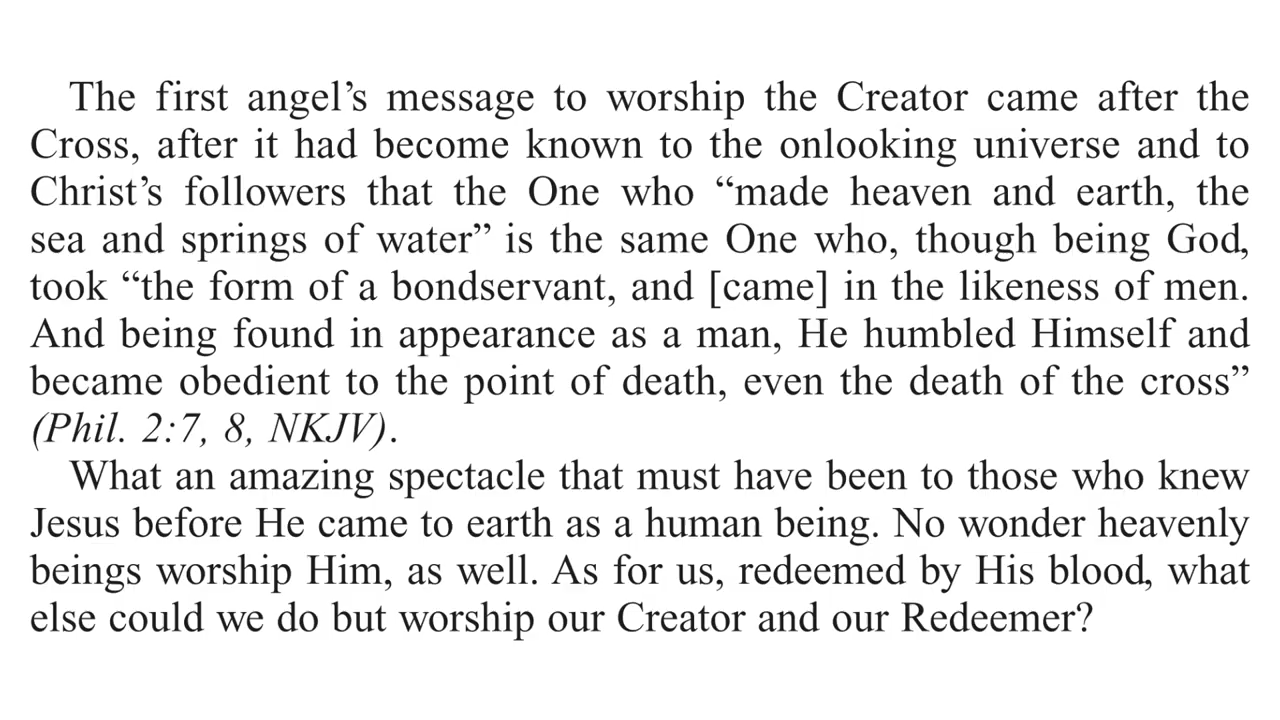 The first angel’s message to worship the Creator came after the
Cross, after it had become known to the onlooking universe and to
Christ’s followers that the One who “made heaven and earth, the
sea and springs of water” is the same One who, though being God,
took “the form of a bondservant, and [came] in the likeness of men.
And being found in appearance as a man, He humbled Himself and
became obedient to the point of death, even the death of the cross”
(Phil. 2:7, 8, NKJV).
What an amazing spectacle that must have been to those who knew
Jesus before He came to earth as a human being. No wonder heavenly
beings worship Him, as well. As for us, redeemed by His blood, what
else could we do but worship our Creator and our Redeemer?